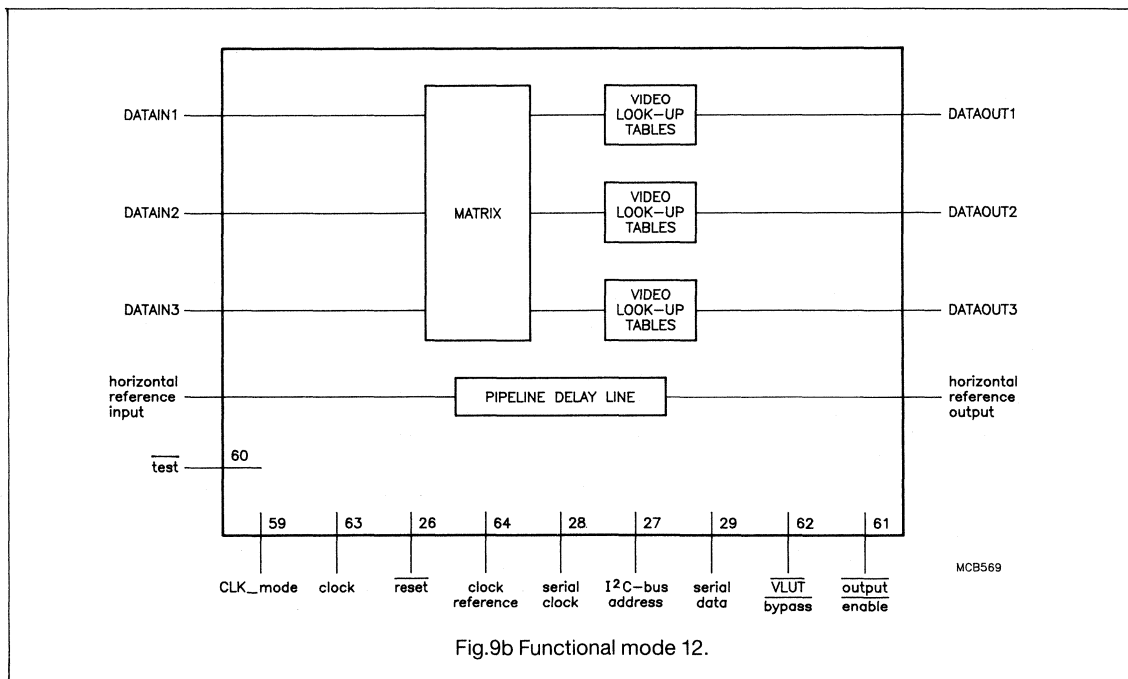 VIDEO
LOOK-UP
TABLES
DATAIN1
DATAOUT1
VIDEO
LOOK-UP
TABLES
DATAIN2
MATRIX
DATAOUT2
VIDEO
LOOK-UP
TABLES
DATAIN3
DATAOUT3
horizontal
reference
input
PIPELINE DELAY LINE
horizontal
reference
output
test
60
59 63 26 64 28 27 29 62 61
CLK_mode
clock
reset
clock
reference
serial
clock
I²C-bus
address
serial
data
VLUT
bypass
output
enable
MCB569
Fig.9b Functional mode 12.